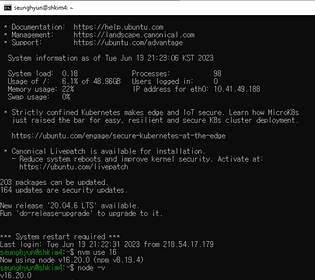 seunghyun@shkim4: ~
* Documentation: https://help.ubuntu.com
* Management: https://landscape.canonical.com
* Support: https://ubuntu.com/advantage
System information as of Tue Jun 13 21:23:06 KST 2023
System load: 0.18 Processes: 98
Usage of /: 6.1% of 48.96GB Users logged in: 0
Memory usage: 22% IP address for eth0: 10.41.49.188
Swap usage: 0%
* Strictly confined Kubernetes makes edge and IoT secure. Learn how MicroK8s
just raised the bar for easy, resilient and secure K8s cluster deployment.
https://ubuntu.com/engage/secure-kubernetes-at-the-edge
* Canonical Livepatch is available for installation.
- Reduce system reboots and improve kernel security. Activate at:
https://ubuntu.com/livepatch
203 packages can be updated.
164 updates are security updates.
New release '20.04.6 LTS' available.
Run 'do-release-upgrade' to upgrade to it.
*** System restart required ***
Last login: Tue Jun 13 21:22:31 2023 from 218.54.17.179
seunghyun@shkim4:~$ nvm use 16
Now using node v16.20.0 (npm v8.19.4)
seunghyun@shkim4:~$ node -v
v16.20.0